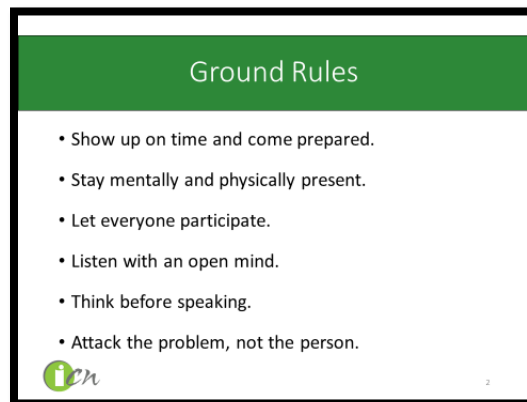 Ground Rules
• Show up on time and come prepared.
• Stay mentally and physically present.
• Let everyone participate.
• Listen with an open mind.
• Think before speaking.
• Attack the problem, not the person.
icn
2